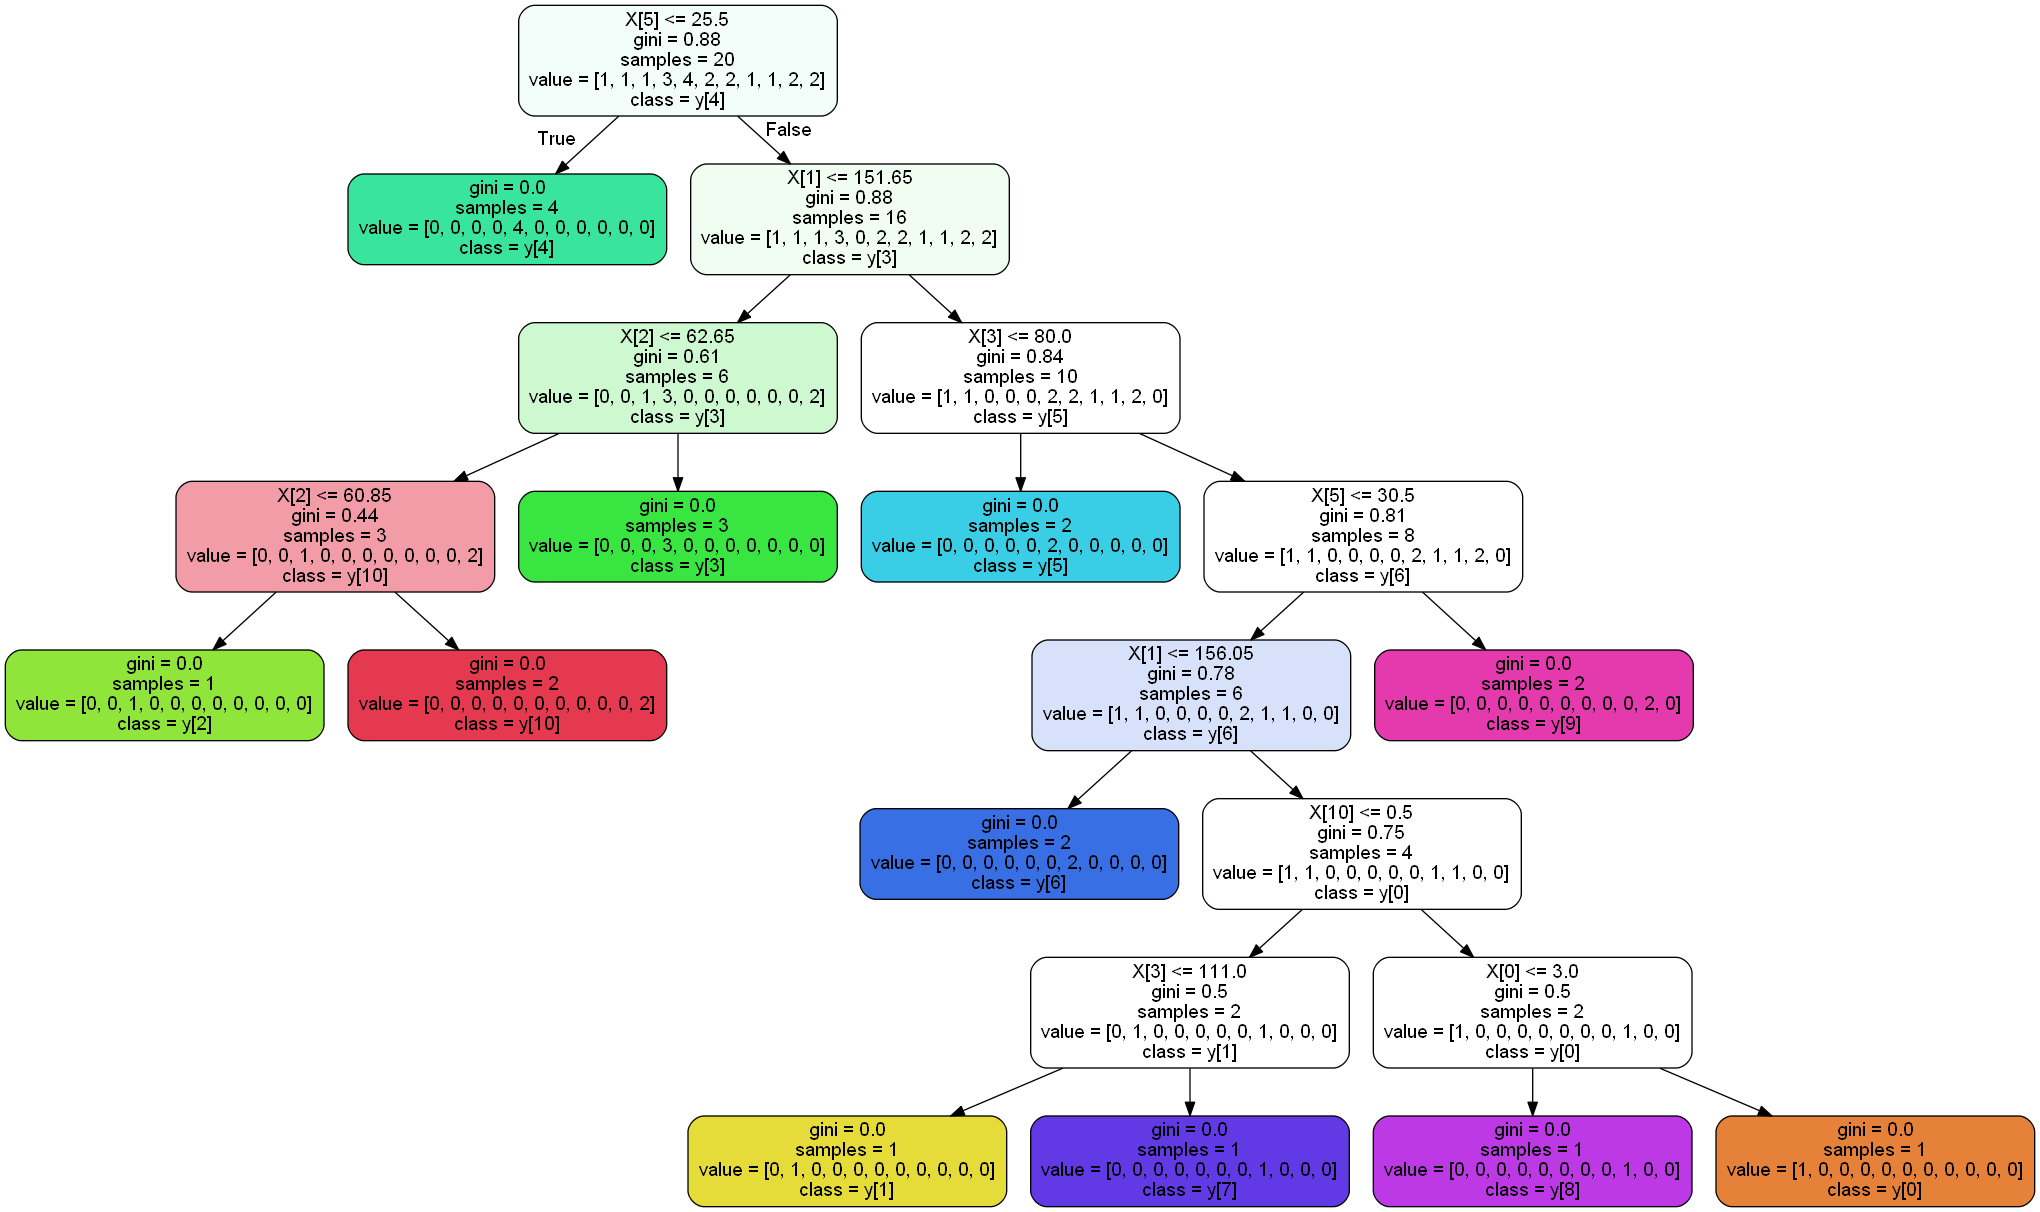 X[5] <= 25.5
gini = 0.88
samples = 20
value = [1, 1, 1, 3, 4, 2, 2, 1, 1, 2, 2]
class = y[4]
True
False
gini = 0.0
samples = 4
value = [0, 0, 0, 0, 4, 0, 0, 0, 0, 0, 0]
class = y[4]
X[1] <= 151.65
gini = 0.88
samples = 16
value = [1, 1, 1, 3, 0, 2, 2, 1, 1, 2, 2]
class = y[3]
X[2] <= 62.65
gini = 0.61
samples = 6
value = [0, 0, 1, 3, 0, 0, 0, 0, 0, 0, 2]
class = y[3]
X[3] <= 80.0
gini = 0.84
samples = 10
value = [1, 1, 0, 0, 0, 2, 2, 1, 1, 2, 0]
class = y[5]
X[2] <= 60.85
gini = 0.44
samples = 3
value = [0, 0, 1, 0, 0, 0, 0, 0, 0, 0, 2]
class = y[10]
gini = 0.0
samples = 3
value = [0, 0, 0, 3, 0, 0, 0, 0, 0, 0, 0]
class = y[3]
gini = 0.0
samples = 2
value = [0, 0, 0, 0, 0, 2, 0, 0, 0, 0, 0]
class = y[5]
X[5] <= 30.5
gini = 0.81
samples = 8
value = [1, 1, 0, 0, 0, 0, 2, 1, 1, 2, 0]
class = y[6]
gini = 0.0
samples = 1
value = [0, 0, 1, 0, 0, 0, 0, 0, 0, 0, 0]
class = y[2]
gini = 0.0
samples = 2
value = [0, 0, 0, 0, 0, 0, 0, 0, 0, 0, 2]
class = y[10]
X[1] <= 156.05
gini = 0.78
samples = 6
value = [1, 1, 0, 0, 0, 0, 2, 1, 1, 0, 0]
class = y[6]
gini = 0.0
samples = 2
value = [0, 0, 0, 0, 0, 0, 0, 0, 0, 2, 0]
class = y[9]
gini = 0.0
samples = 2
value = [0, 0, 0, 0, 0, 0, 2, 0, 0, 0, 0]
class = y[6]
X[10] <= 0.5
gini = 0.75
samples = 4
value = [1, 1, 0, 0, 0, 0, 0, 1, 1, 0, 0]
class = y[0]
X[3] <= 111.0
gini = 0.5
samples = 2
value = [0, 1, 0, 0, 0, 0, 0, 1, 0, 0, 0]
class = y[1]
X[0] <= 3.0
gini = 0.5
samples = 2
value = [1, 0, 0, 0, 0, 0, 0, 0, 1, 0, 0]
class = y[0]
gini = 0.0
samples = 1
value = [0, 1, 0, 0, 0, 0, 0, 0, 0, 0, 0]
class = y[1]
gini = 0.0
samples = 1
value = [0, 0, 0, 0, 0, 0, 0, 1, 0, 0, 0]
class = y[7]
gini = 0.0
samples = 1
value = [0, 0, 0, 0, 0, 0, 0, 0, 1, 0, 0]
class = y[8]
gini = 0.0
samples = 1
value = [1, 0, 0, 0, 0, 0, 0, 0, 0, 0, 0]
class = y[0]